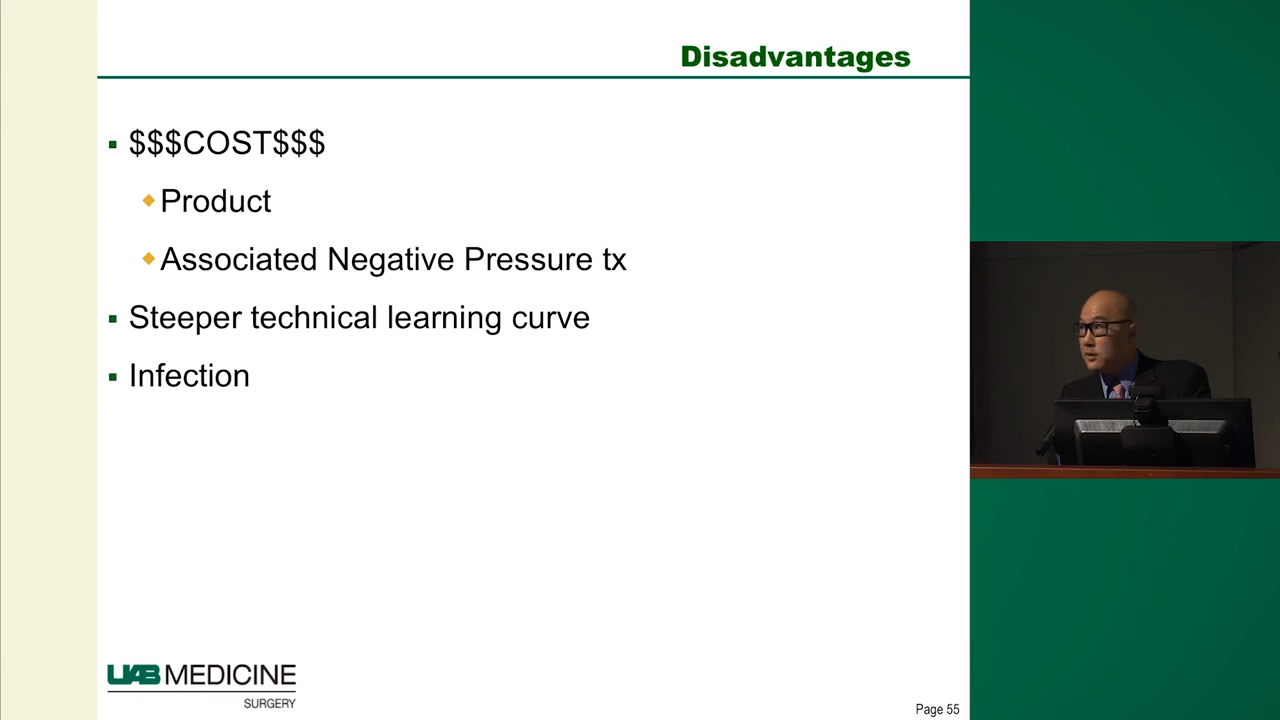 Disadvantages
$$$COST$$$
Product
Associated Negative Pressure tx
Steeper technical learning curve
Infection
UAB MEDICINE
SURGERY
Page 55